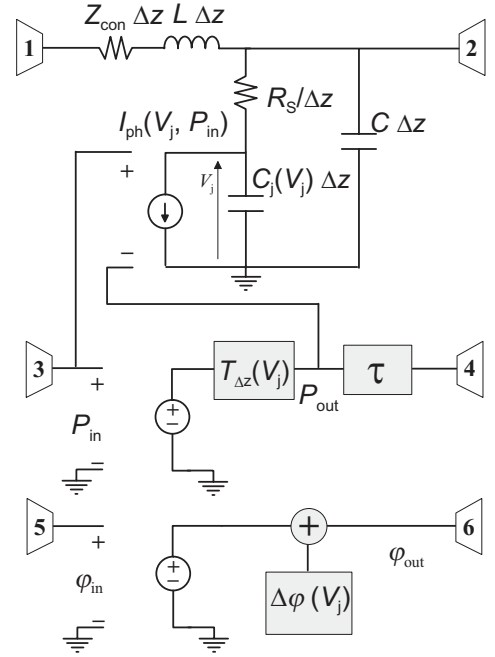 Z_con Δz L Δz
1
2
R_S/Δz
C Δz
I_ph(V_j, P_in)
+
V_j
C_j(V_j) Δz
−
3
+
P_in
−
+
−
T_Δz(V_j)
P_out
τ
4
5
+
φ_in
−
+
−
+
φ_out
6
Δφ (V_j)